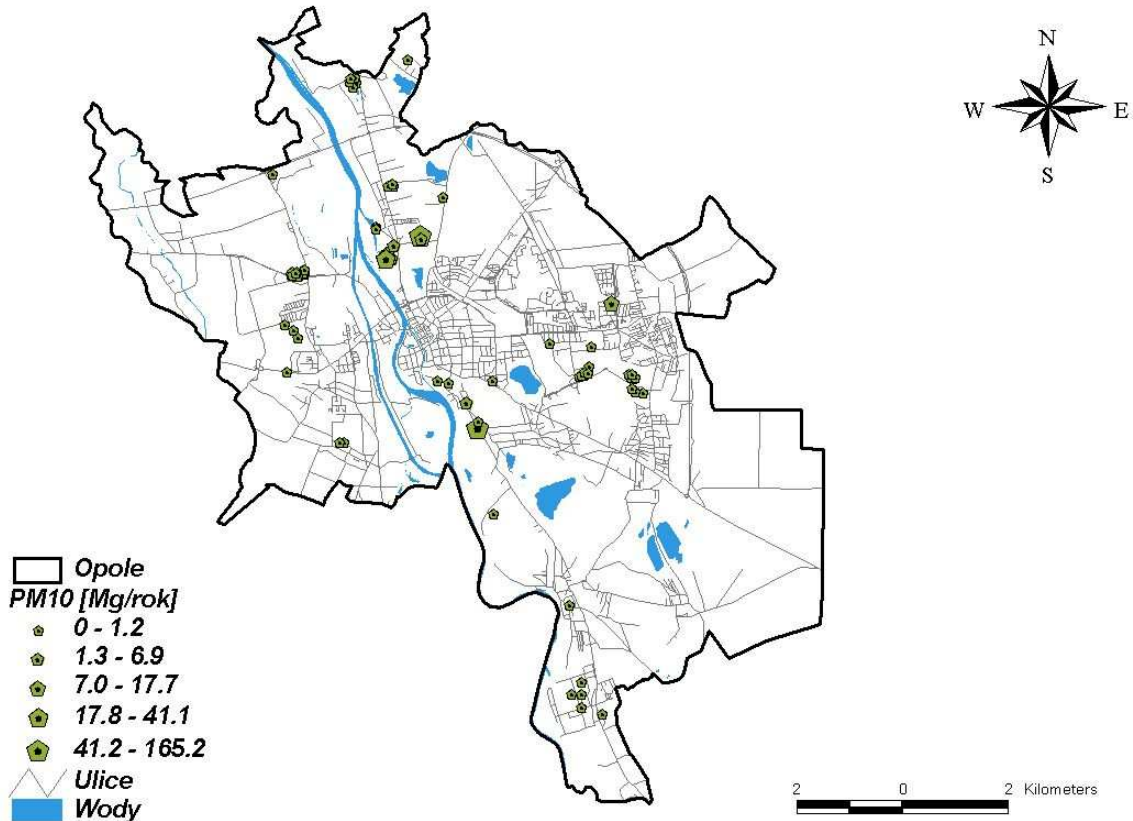 N
W E
S
Opole
PM10 [Mg/rok]
0 - 1.2
1.3 - 6.9
7.0 - 17.7
17.8 - 41.1
41.2 - 165.2
Ulice
Wody
2 0 2 Kilometers